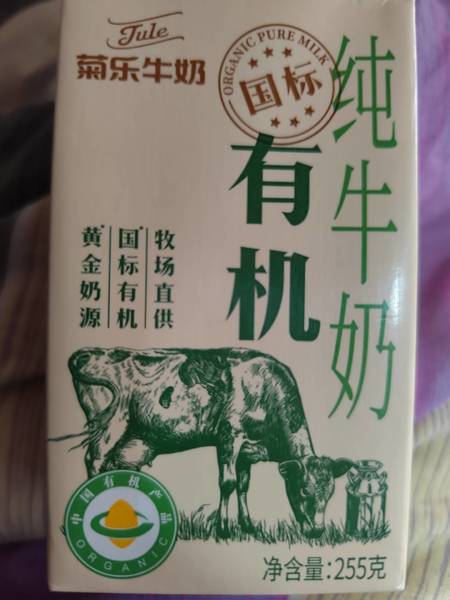 Jule
菊乐牛奶
ORGANIC PURE MILK
国标
有机
纯牛奶
牧场直供
国标有机
黄金奶源
中国有机产品
ORGANIC
净含量:255克